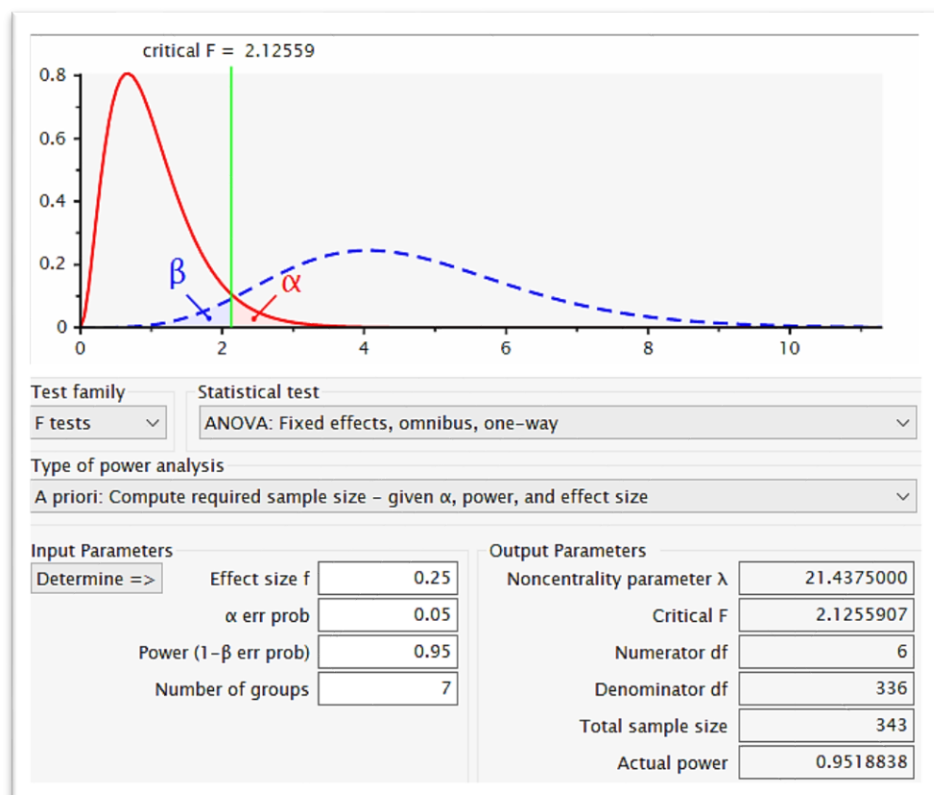 critical F = 2.12559
0.8
0.6
0.4
0.2
0
β
α
0 2 4 6 8 10
Test family Statistical test
F tests ANOVA: Fixed effects, omnibus, one-way
Type of power analysis
A priori: Compute required sample size – given α, power, and effect size
Input Parameters
Determine => Effect size f 0.25
α err prob 0.05
Power (1-β err prob) 0.95
Number of groups 7
Output Parameters
Noncentrality parameter λ 21.4375000
Critical F 2.1255907
Numerator df 6
Denominator df 336
Total sample size 343
Actual power 0.9518838